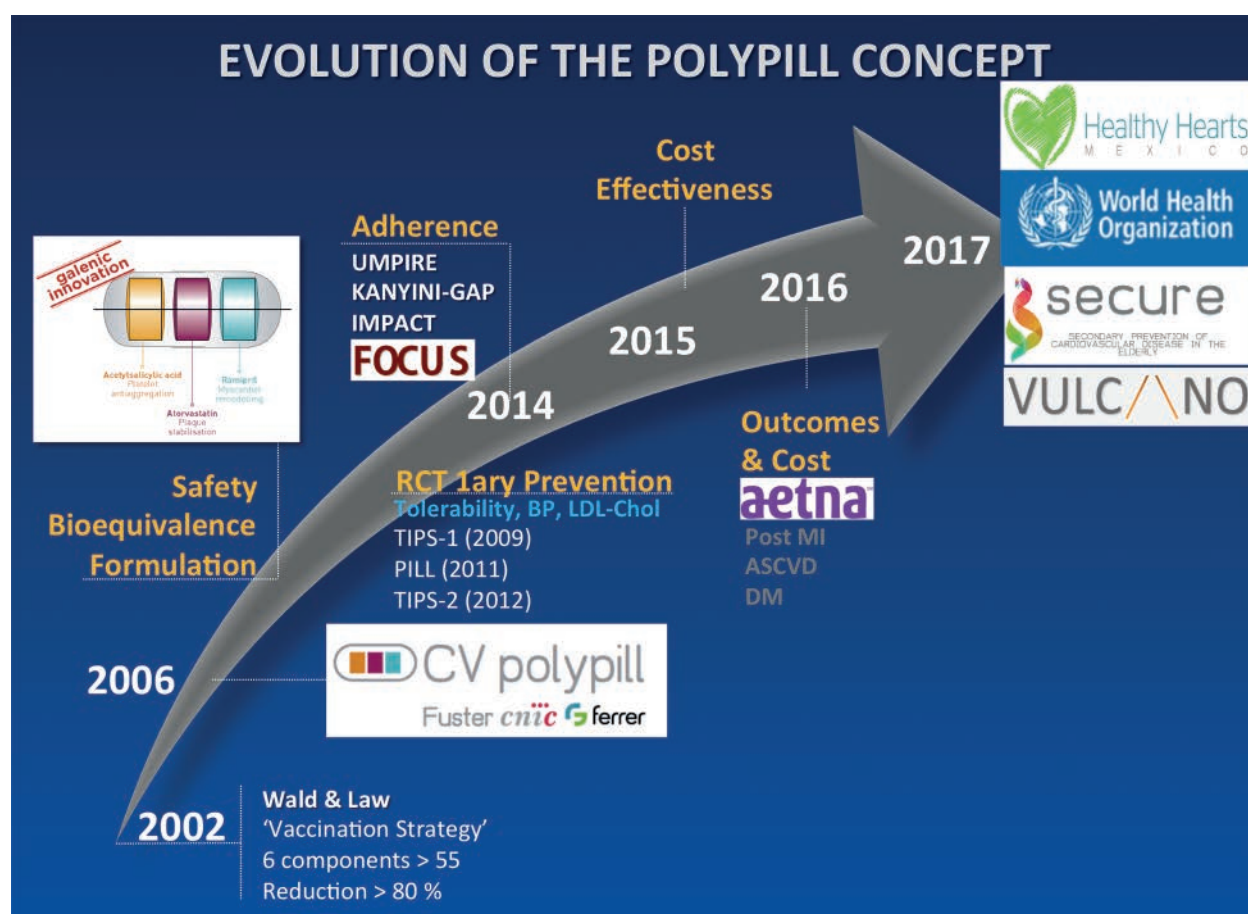 EVOLUTION OF THE POLYPILL CONCEPT
Healthy Hearts
MEXICO
World Health
Organization
secure
SECONDARY PREVENTION OF
CARDIOVASCULAR DISEASE IN THE
ELDERLY
VULCANO
2017
Cost
Effectiveness
2016
2015
Adherence
UMPIRE
KANYINI-GAP
IMPACT
FOCUS
2014
galenic
innovation
Acetylsalicylic acid
Platelet
antiaggregation
Ramipril
Myocardial
remodeling
Atorvastatin
Plaque
stabilisation
Safety
Bioequivalence
Formulation
RCT 1ary Prevention
Tolerability, BP, LDL-Chol
TIPS-1 (2009)
PILL (2011)
TIPS-2 (2012)
Outcomes
& Cost
aetna
Post MI
ASCVD
DM
2006
CV polypill
Fuster cnic ferrer
2002
Wald & Law
'Vaccination Strategy'
6 components > 55
Reduction > 80 %